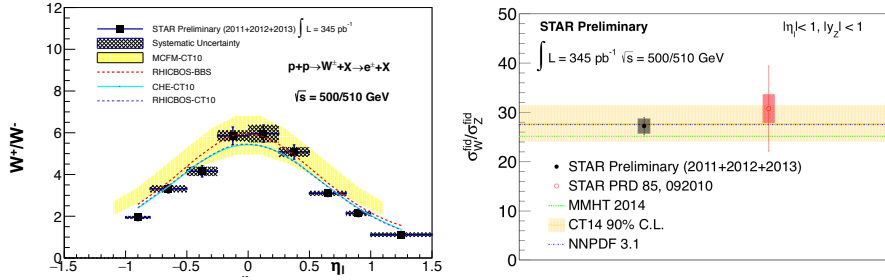 STAR Preliminary (2011+2012+2013) ∫ L = 345 pb⁻¹
Systematic Uncertainty
MCFM-CT10
RHICBOS-BBS
CHE-CT10
RHICBOS-CT10
p+p→W±+X→e±+X
√s = 500/510 GeV
W⁺/W⁻
12
10
8
6
4
2
0
−1.5 −1 −0.5 0 0.5 1 1.5
η_l
STAR Preliminary |η_l|< 1, |y_Z| < 1
∫ L = 345 pb⁻¹ √s = 500/510 GeV
σ_W^fid/σ_Z^fid
50
40
30
20
10
0
STAR Preliminary (2011+2012+2013)
STAR PRD 85, 092010
MMHT 2014
CT14 90% C.L.
NNPDF 3.1